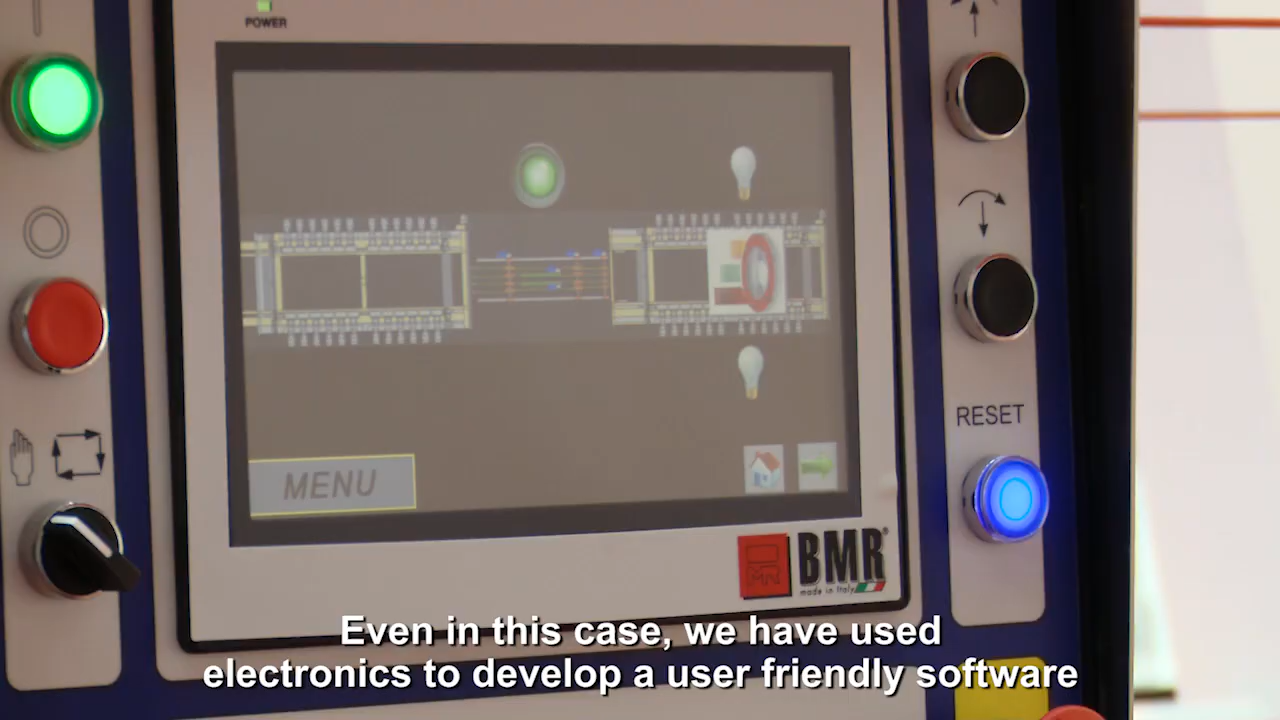 POWER
RESET
MENU
BMR®
made in Italy
Even in this case, we have used
electronics to develop a user friendly software